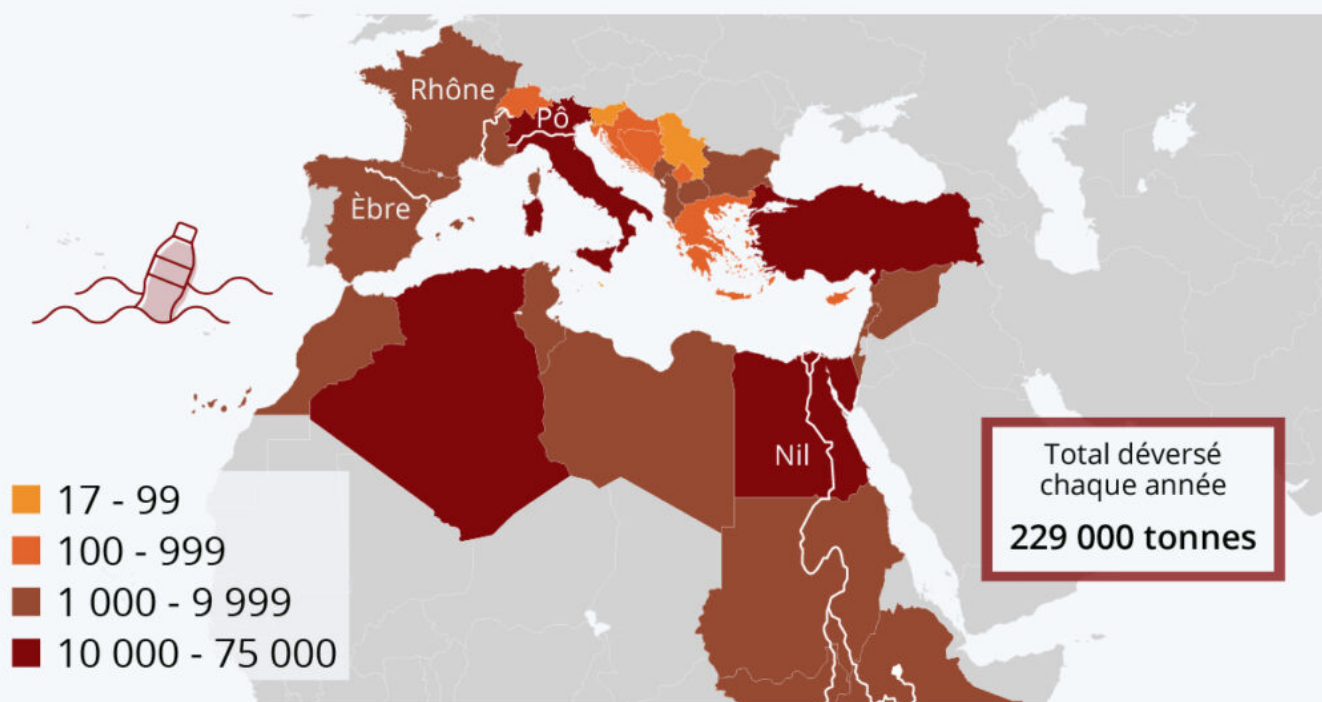 Rhône
Pô
Èbre
Nil
17 - 99
100 - 999
1 000 - 9 999
10 000 - 75 000
Total déversé
chaque année
229 000 tonnes